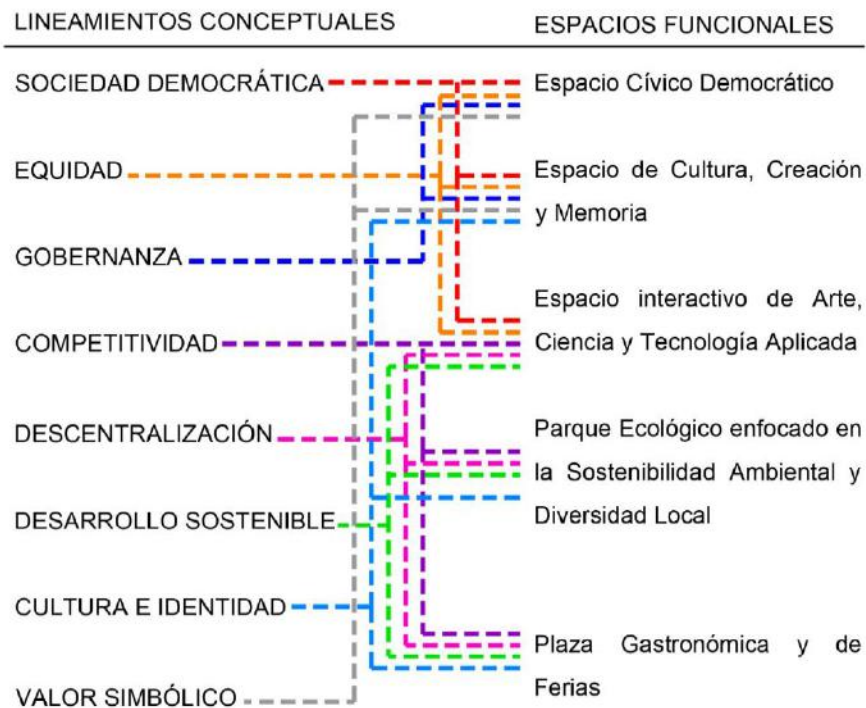 LINEAMIENTOS CONCEPTUALES
ESPACIOS FUNCIONALES
SOCIEDAD DEMOCRÁTICA
EQUIDAD
GOBERNANZA
COMPETITIVIDAD
DESCENTRALIZACIÓN
DESARROLLO SOSTENIBLE
CULTURA E IDENTIDAD
VALOR SIMBÓLICO
Espacio Cívico Democrático
Espacio de Cultura, Creación
y Memoria
Espacio interactivo de Arte,
Ciencia y Tecnología Aplicada
Parque Ecológico enfocado en
la Sostenibilidad Ambiental y
Diversidad Local
Plaza Gastronómica y de
Ferias